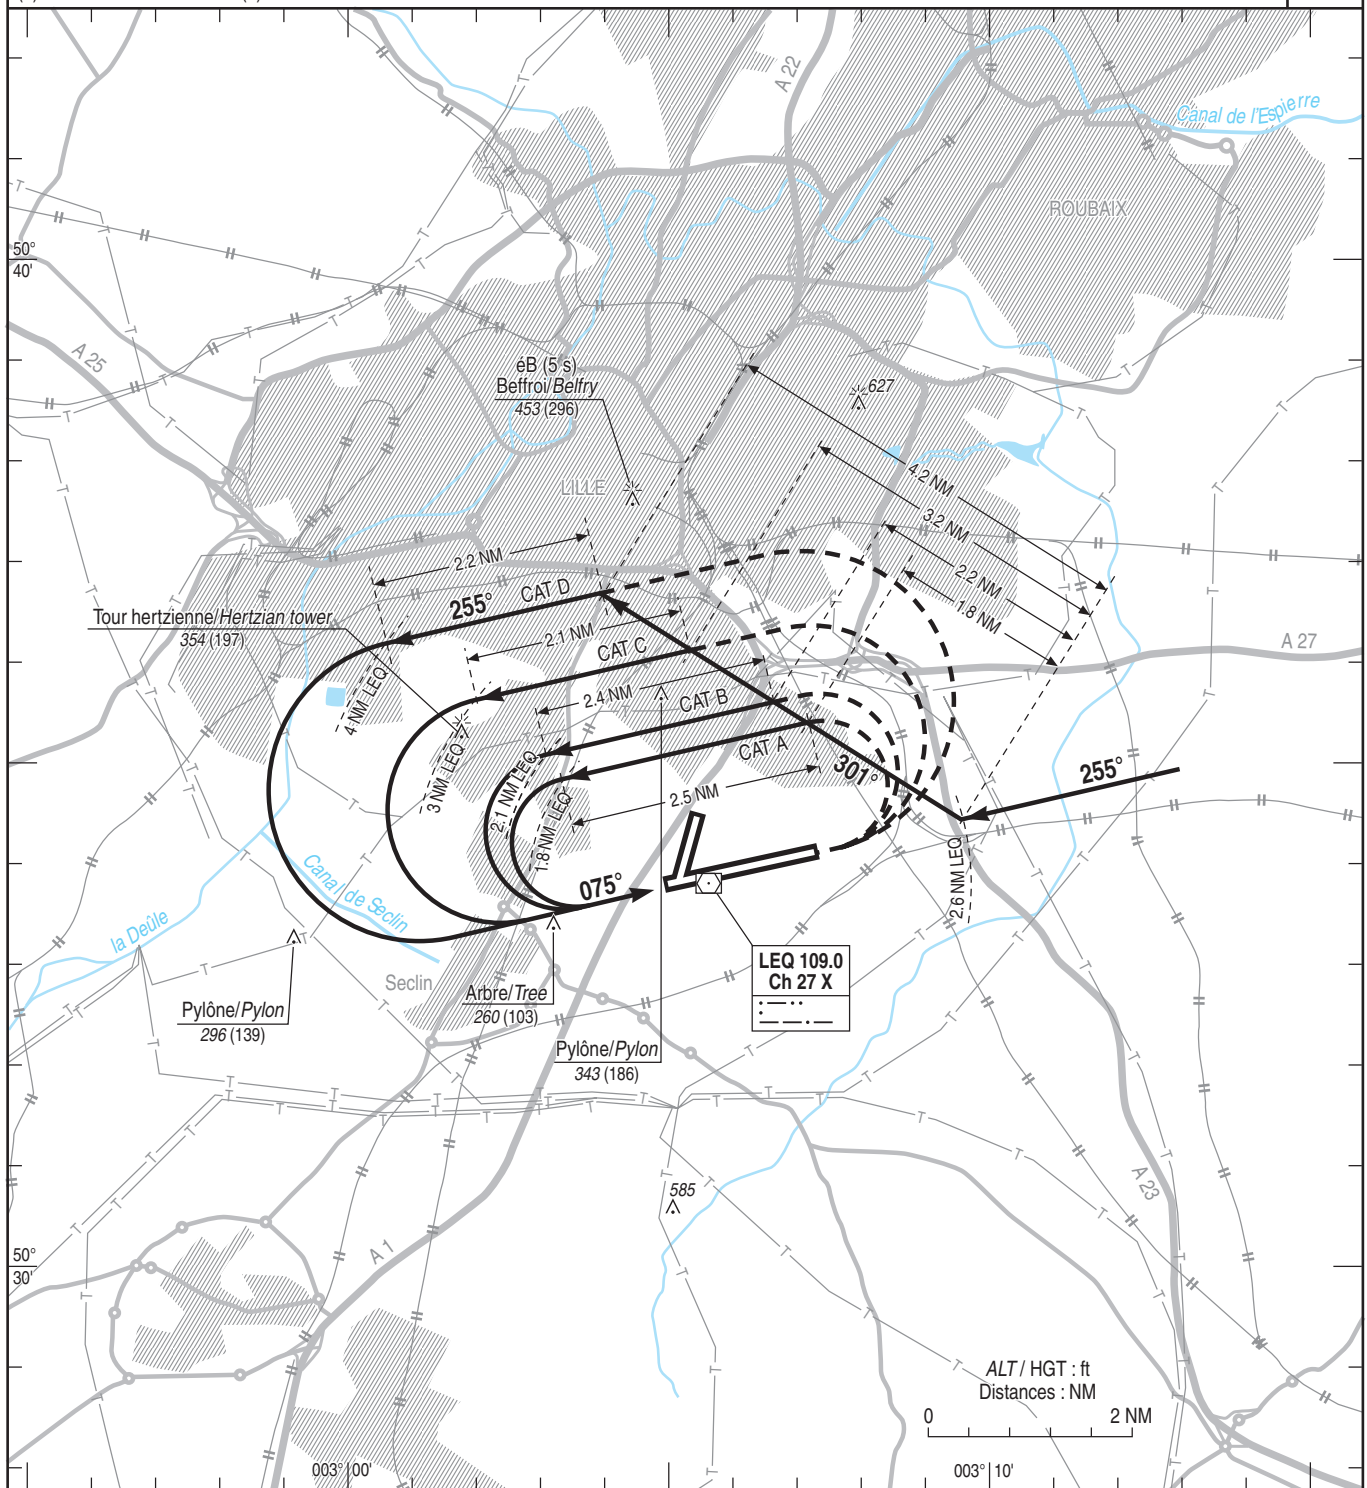 A 22
Canal de l'Espierre
ROUBAIX
50°
40'
A 25
éB (5 s)
Beffroi/Belfry
453 (296)
627
LILLE
4.2 NM
3.2 NM
2.2 NM
1.8 NM
2.2 NM
CAT D
255°
Tour hertzienne/Hertzian tower
354 (197)
2.1 NM
CAT C
A 27
2.4 NM
CAT B
4 NM LEQ
CAT A
3 NM LEQ
2.1 NM LEQ
301°
255°
2.5 NM
1.8 NM LEQ
Canal de Seclin
075°
2.6 NM LEQ
la Deûle
LEQ 109.0
Ch 27 X
Seclin
Arbre/Tree
260 (103)
Pylône/Pylon
296 (139)
Pylône/Pylon
343 (186)
A 23
585
A 1
50°
30'
ALT / HGT : ft
Distances : NM
0 2 NM
003° 00'
003° 10'